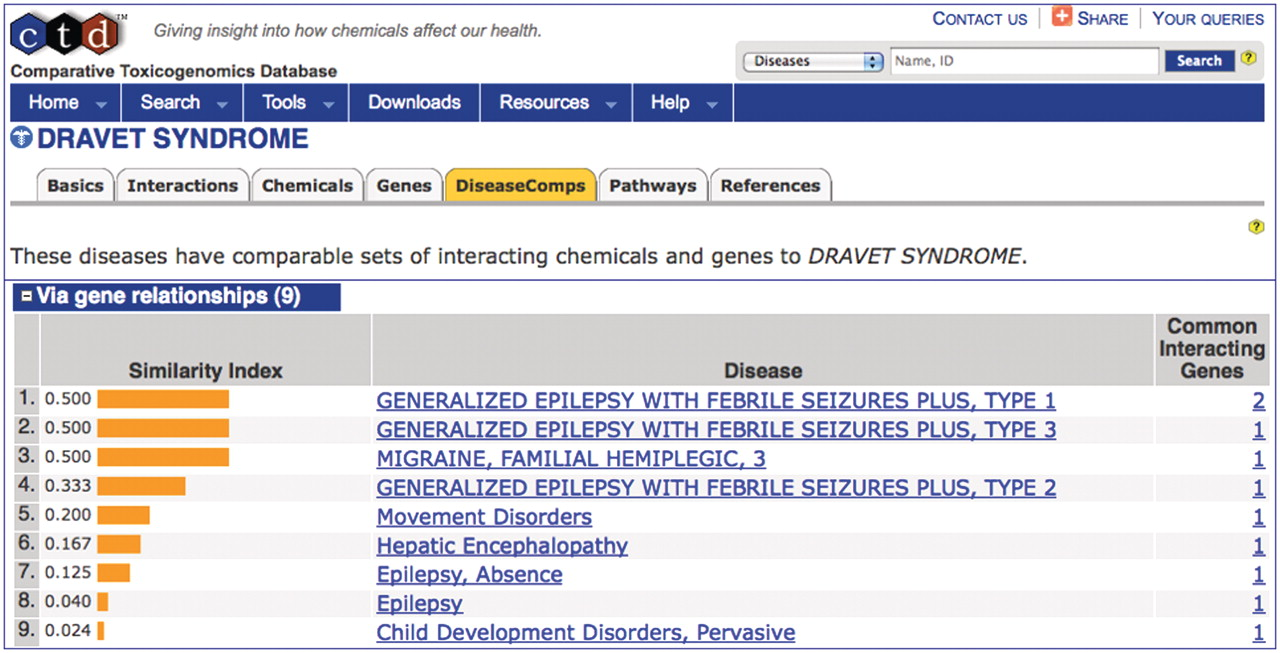 ctd™ Giving insight into how chemicals affect our health.
Comparative Toxicogenomics Database
CONTACT US SHARE YOUR QUERIES
Diseases Name, ID Search ?
Home Search Tools Downloads Resources Help
DRAVET SYNDROME
Basics Interactions Chemicals Genes DiseaseComps Pathways References
?
These diseases have comparable sets of interacting chemicals and genes to DRAVET SYNDROME.
Via gene relationships (9)
Similarity Index Disease Common Interacting Genes
1. 0.500 GENERALIZED EPILEPSY WITH FEBRILE SEIZURES PLUS, TYPE 1 2
2. 0.500 GENERALIZED EPILEPSY WITH FEBRILE SEIZURES PLUS, TYPE 3 1
3. 0.500 MIGRAINE, FAMILIAL HEMIPLEGIC, 3 1
4. 0.333 GENERALIZED EPILEPSY WITH FEBRILE SEIZURES PLUS, TYPE 2 1
5. 0.200 Movement Disorders 1
6. 0.167 Hepatic Encephalopathy 1
7. 0.125 Epilepsy, Absence 1
8. 0.040 Epilepsy 1
9. 0.024 Child Development Disorders, Pervasive 1